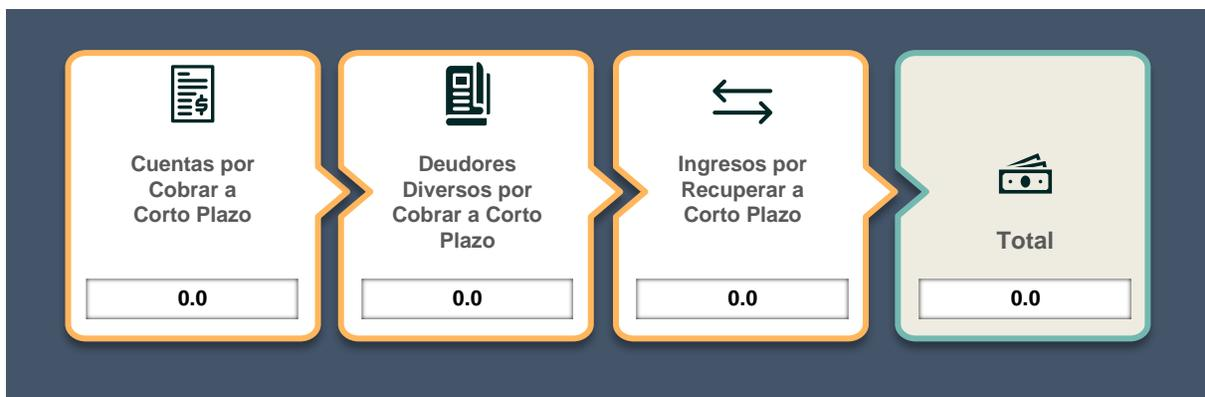 Cuentas por
Cobrar a
Corto Plazo
0.0
Deudores
Diversos por
Cobrar a Corto
Plazo
0.0
Ingresos por
Recuperar a
Corto Plazo
0.0
Total
0.0